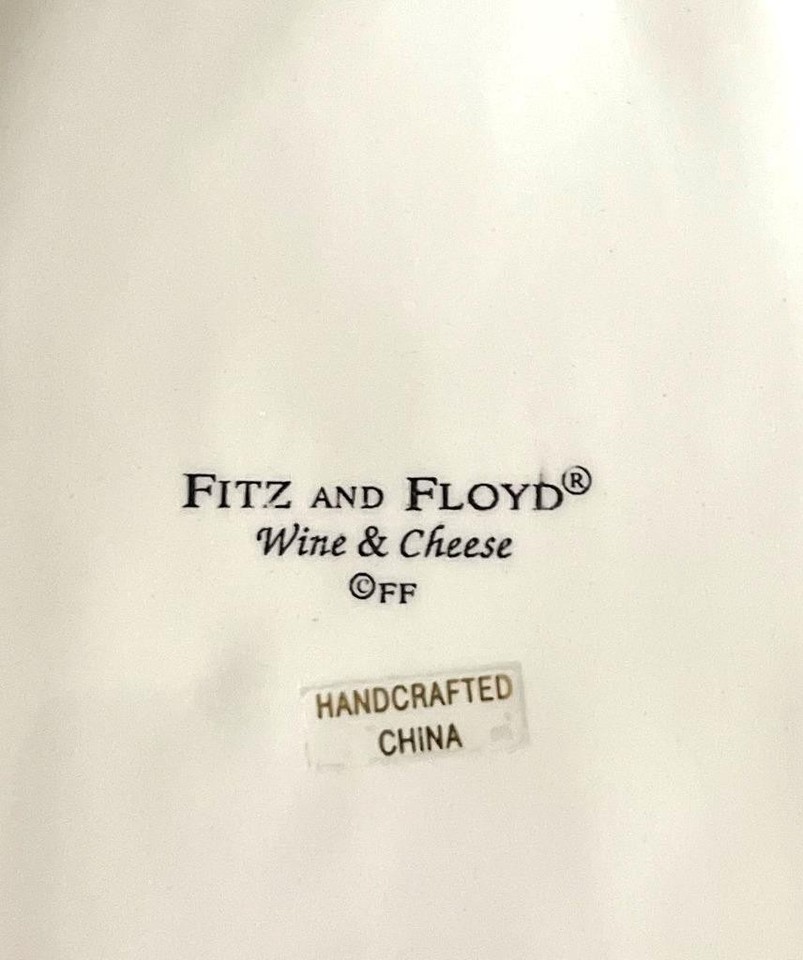 FITZ AND FLOYD®
Wine & Cheese
©FF
HANDCRAFTED
CHINA